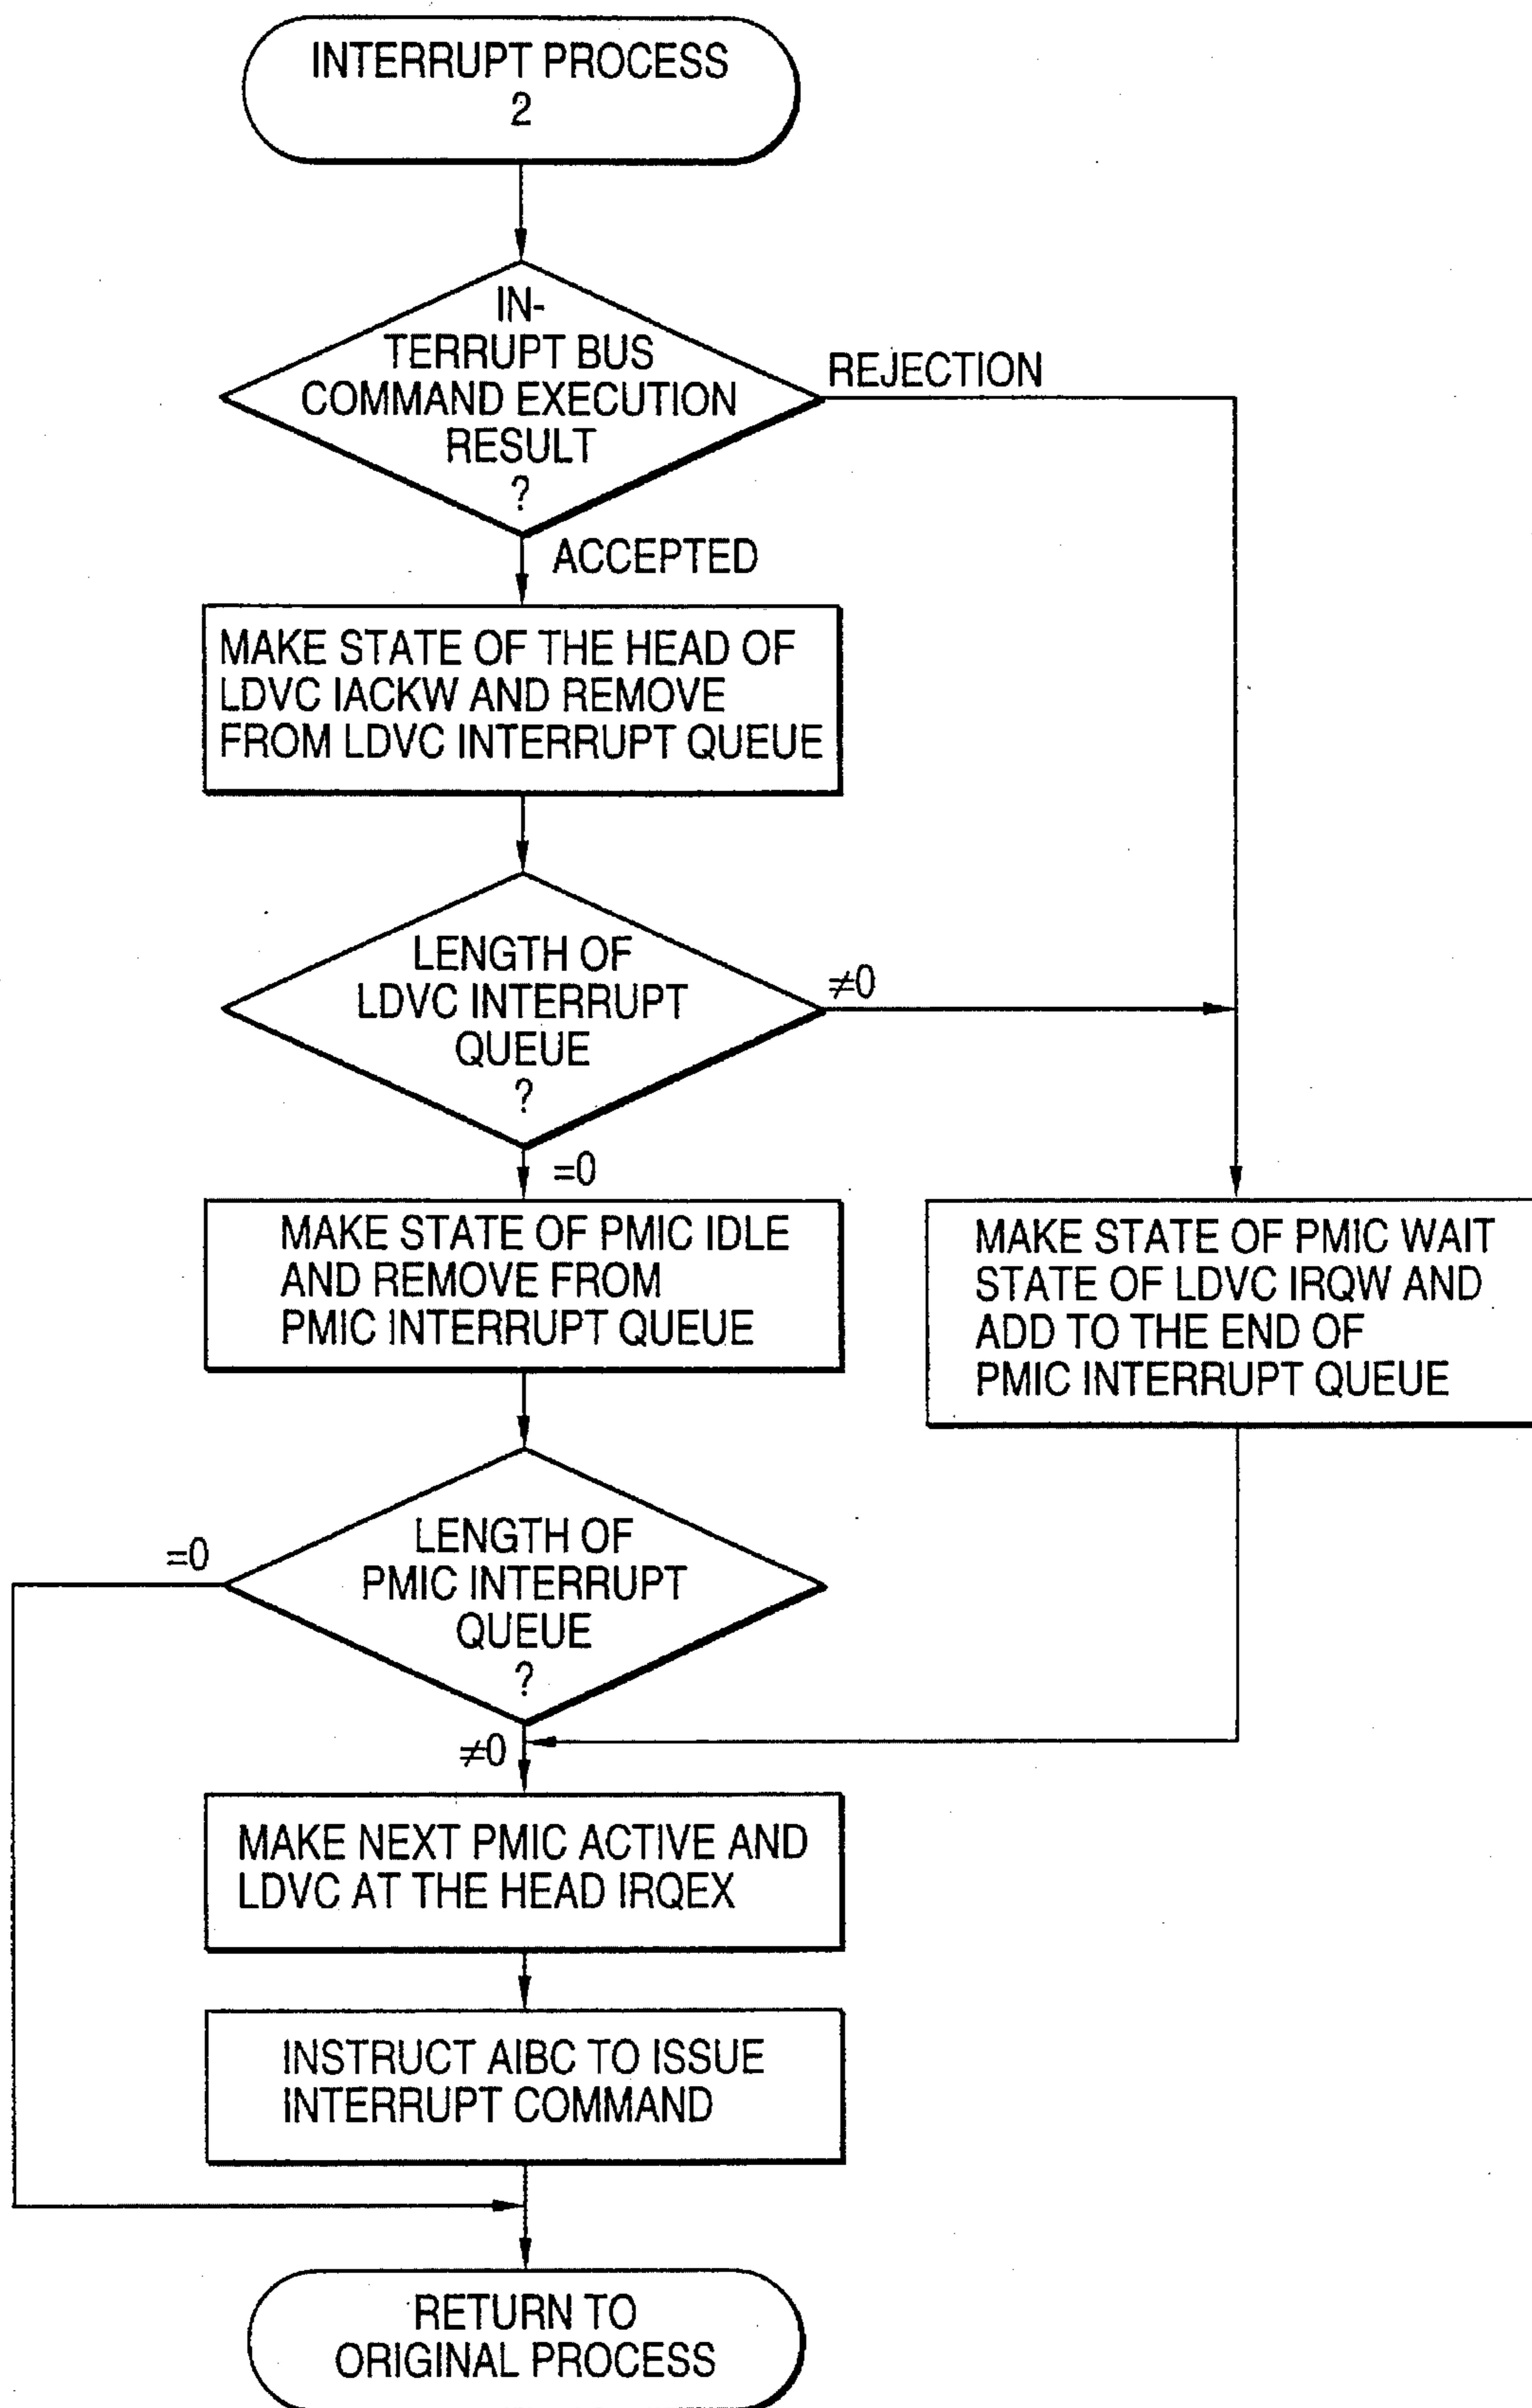 INTERRUPT PROCESS
2
IN-
TERRUPT BUS
COMMAND EXECUTION
RESULT
?
REJECTION
ACCEPTED
MAKE STATE OF THE HEAD OF
LDVC IACKW AND REMOVE
FROM LDVC INTERRUPT QUEUE
LENGTH OF
LDVC INTERRUPT
QUEUE
?
≠0
=0
MAKE STATE OF PMIC IDLE
AND REMOVE FROM
PMIC INTERRUPT QUEUE
MAKE STATE OF PMIC WAIT
STATE OF LDVC IRQW AND
ADD TO THE END OF
PMIC INTERRUPT QUEUE
LENGTH OF
PMIC INTERRUPT
QUEUE
?
=0
≠0
MAKE NEXT PMIC ACTIVE AND
LDVC AT THE HEAD IRQEX
INSTRUCT AIBC TO ISSUE
INTERRUPT COMMAND
RETURN TO
ORIGINAL PROCESS